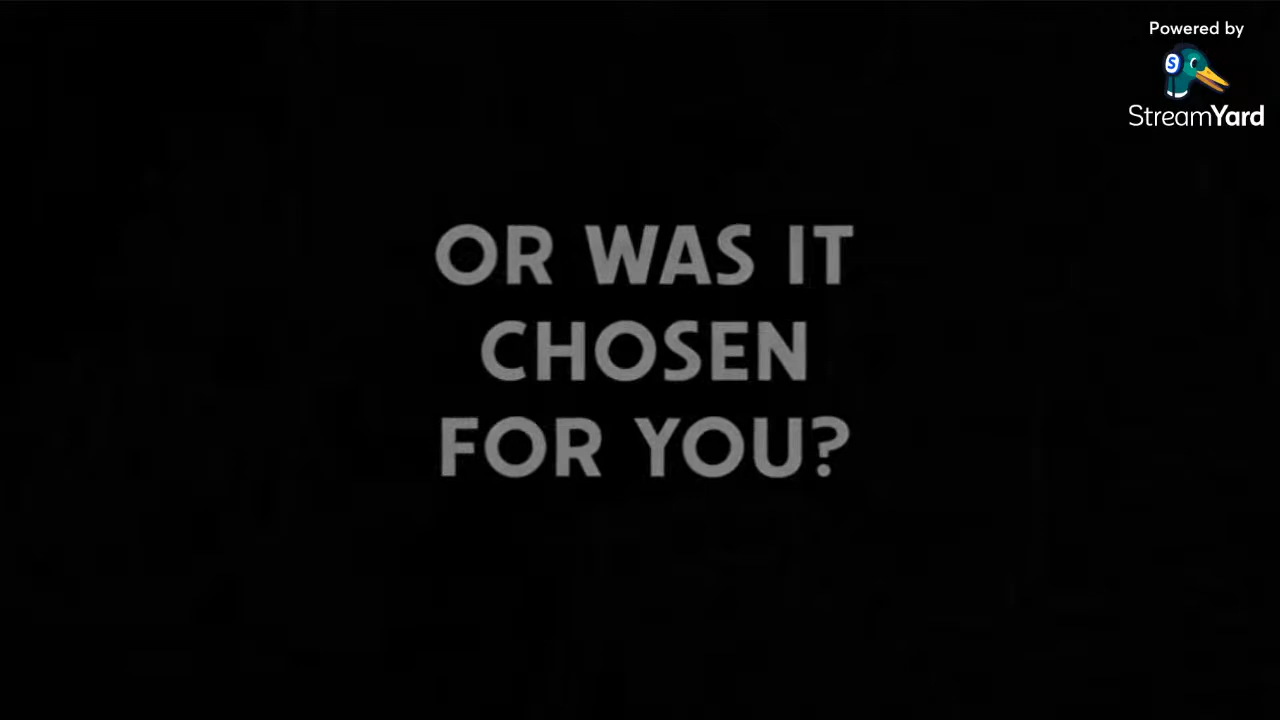 Powered by
S
StreamYard
OR WAS IT
CHOSEN
FOR YOU?